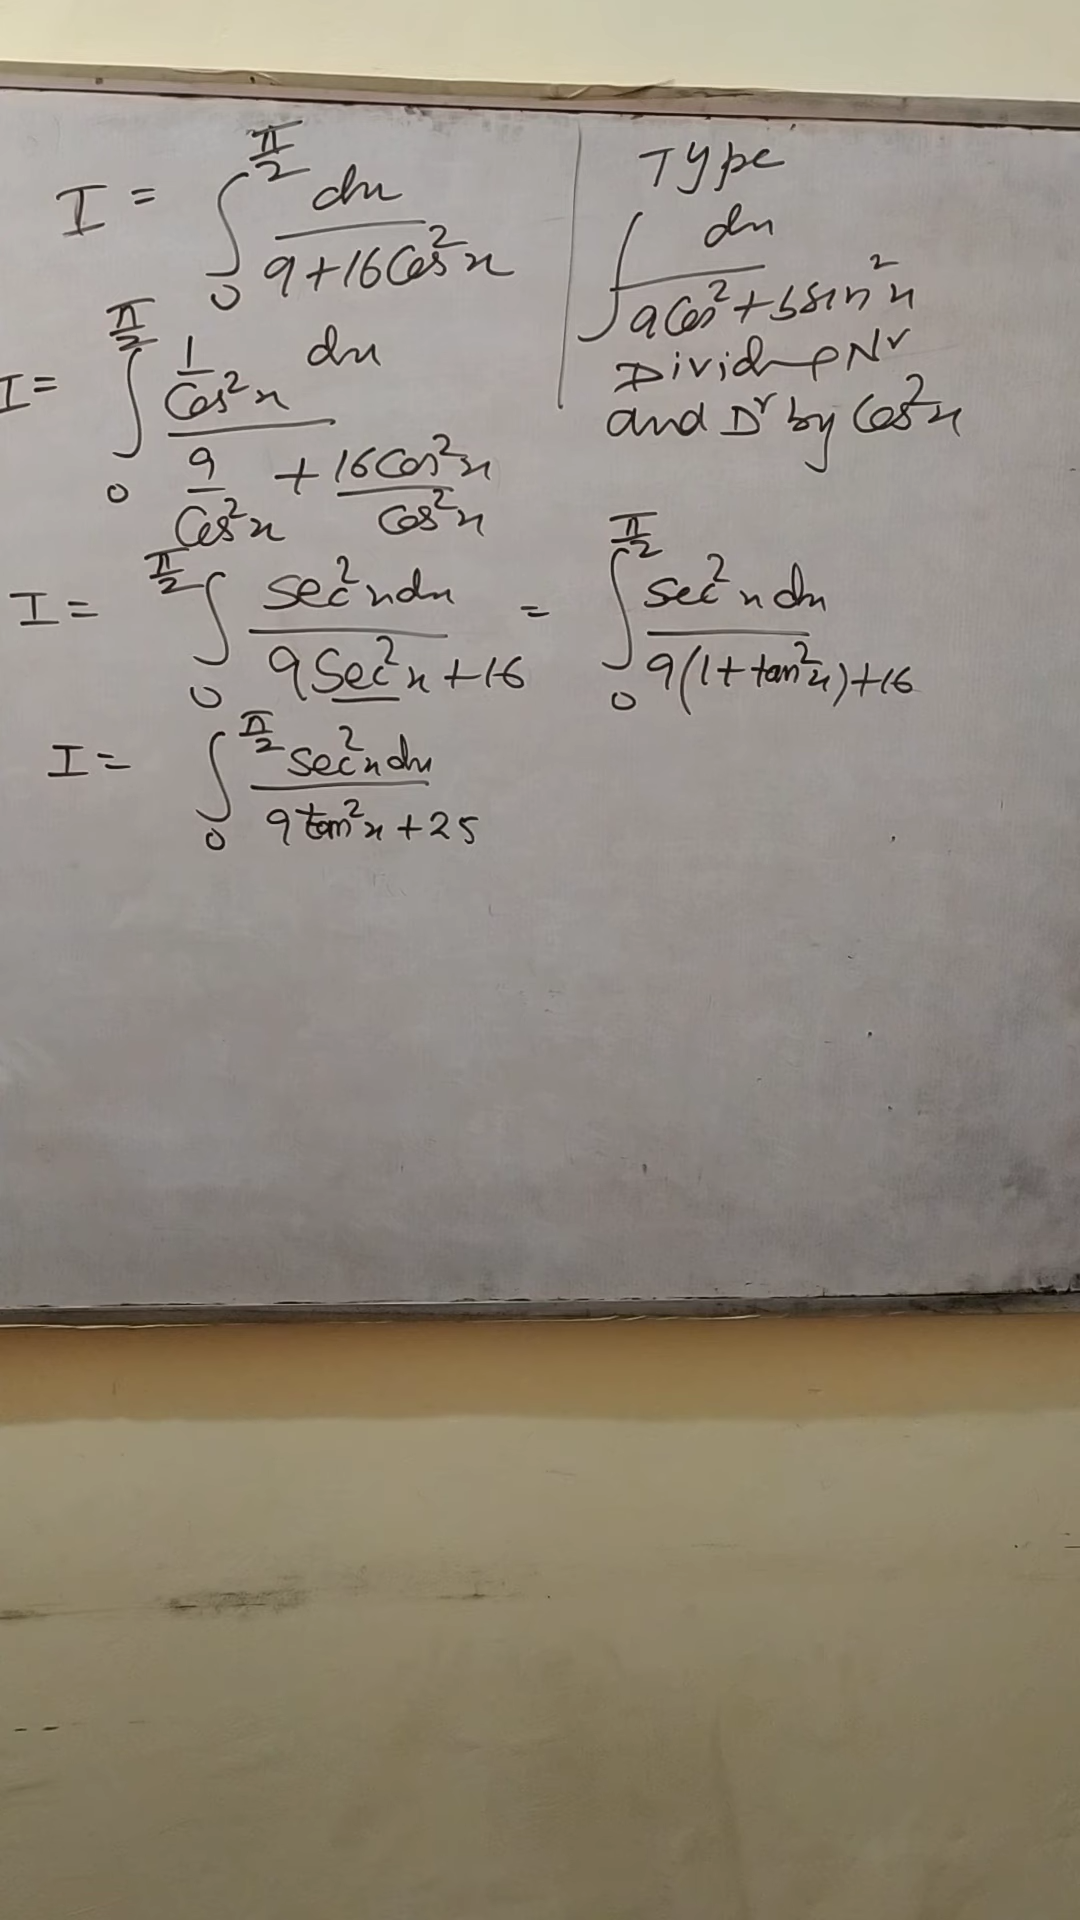 I = ∫₀^{π/2} dx / (9+16Cos²x)
Type
∫ dx / (aCos²+bsin²x)
Divide Nʳ
and Dʳ by Cos²x
I = ∫₀^{π/2} (1/Cos²x) dx / (9/Cos²x + 16Cos²x/Cos²x)
I = ∫₀^{π/2} sec²x dx / (9Sec²x+16) = ∫₀^{π/2} sec²x dx / (9(1+tan²x)+16)
I = ∫₀^{π/2} sec²x dx / (9tan²x+25)